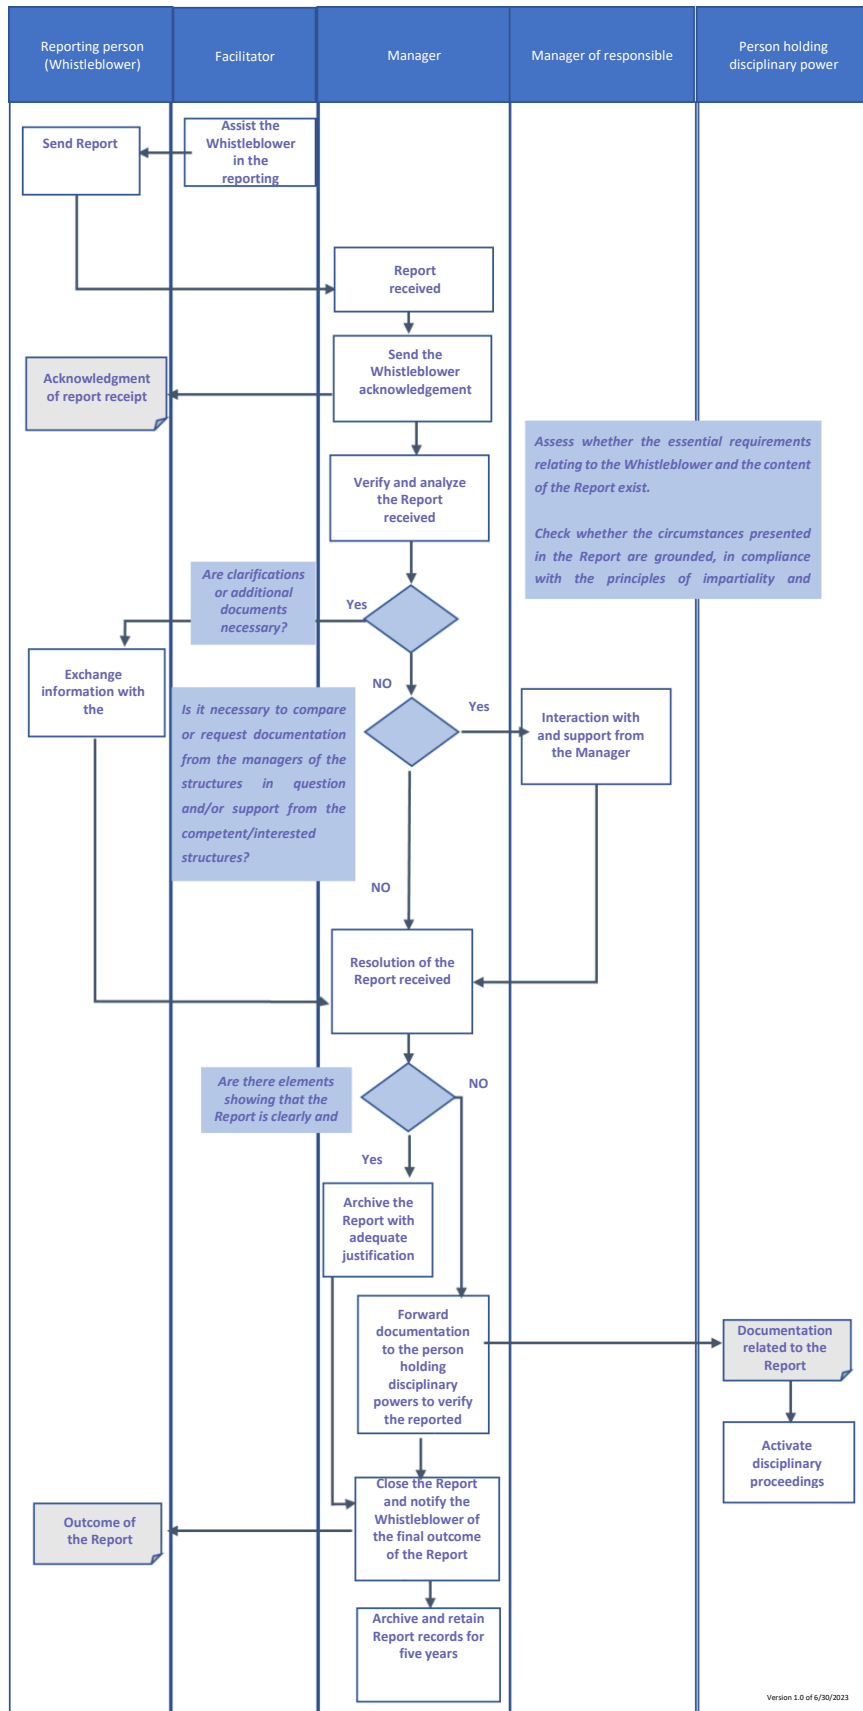 Reporting person
(Whistleblower)
Facilitator
Manager
Manager of responsible
Person holding
disciplinary power
Send Report
Assist the
Whistleblower
in the
reporting
Report
received
Send the
Whistleblower
acknowledgement
Acknowledgment
of report receipt
Verify and analyze
the Report
received
Assess whether the essential requirements
relating to the Whistleblower and the content
of the Report exist.
Check whether the circumstances presented
in the Report are grounded, in compliance
with the principles of impartiality and
Are clarifications
or additional
documents
necessary?
Yes
Exchange
information with
the
NO
Is it necessary to compare
or request documentation
from the managers of the
structures in question
and/or support from the
competent/interested
structures?
Yes
Interaction with
and support from
the Manager
NO
Resolution of the
Report received
Are there elements
showing that the
Report is clearly and
NO
Yes
Archive the
Report with
adequate
justification
Forward
documentation
to the person
holding
disciplinary
powers to verify
the reported
Documentation
related to the
Report
Activate
disciplinary
proceedings
Close the Report
and notify the
Whistleblower of
the final outcome
of the Report
Outcome of
the Report
Archive and retain
Report records for
five years
Version 1.0 of 6/30/2023